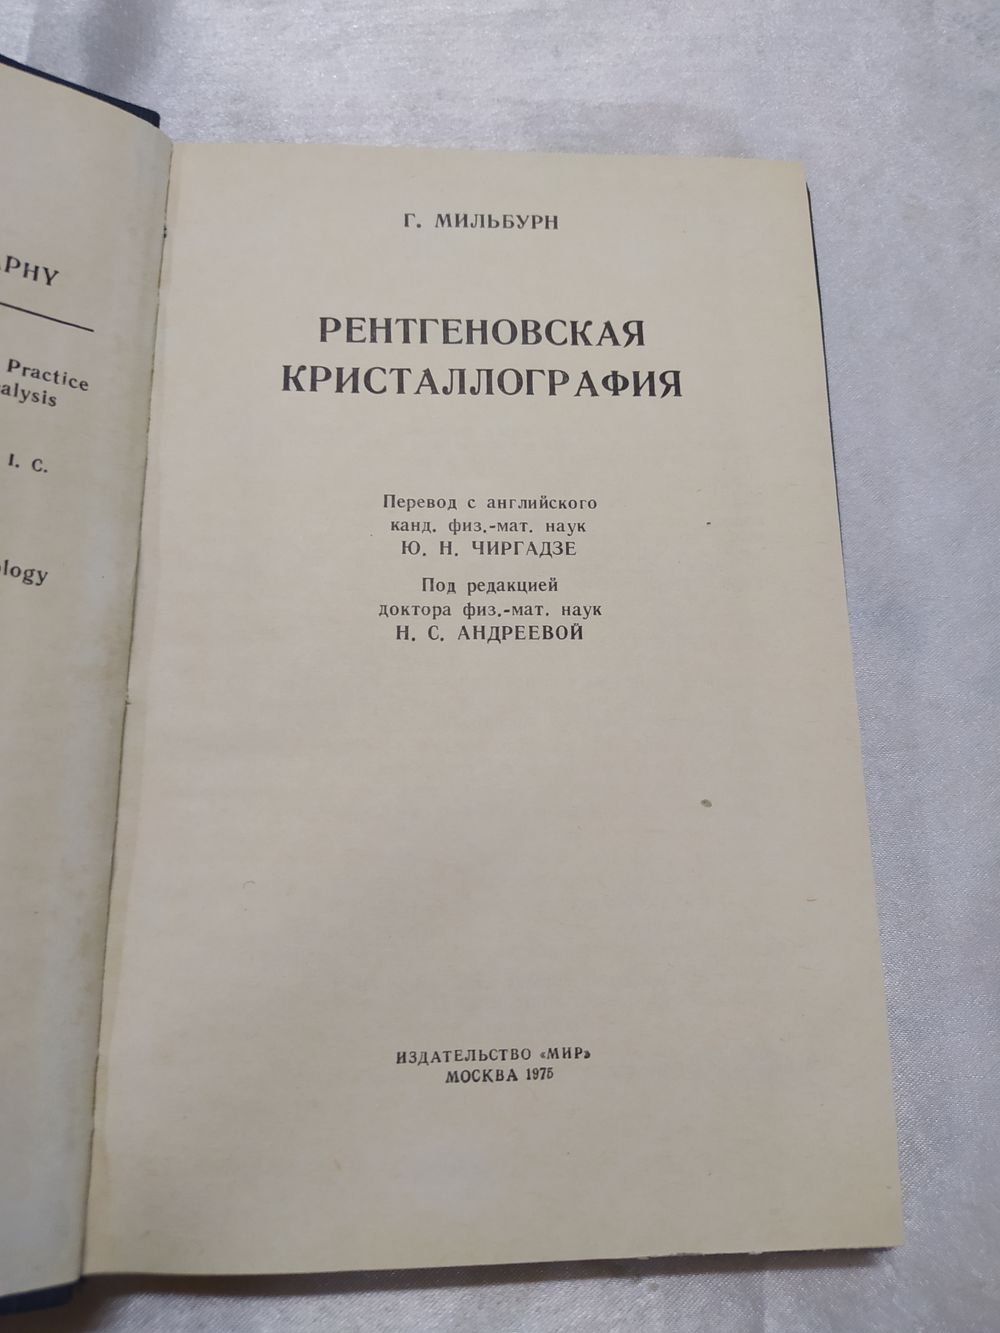 PHY
Practice
alysis
I. C.
logy
Г. МИЛЬБУРН
РЕНТГЕНОВСКАЯ
КРИСТАЛЛОГРАФИЯ
Перевод с английского
канд. физ.-мат. наук
Ю. Н. ЧИРГАДЗЕ
Под редакцией
доктора физ.-мат. наук
Н. С. АНДРЕЕВОЙ
ИЗДАТЕЛЬСТВО «МИР»
МОСКВА 1975